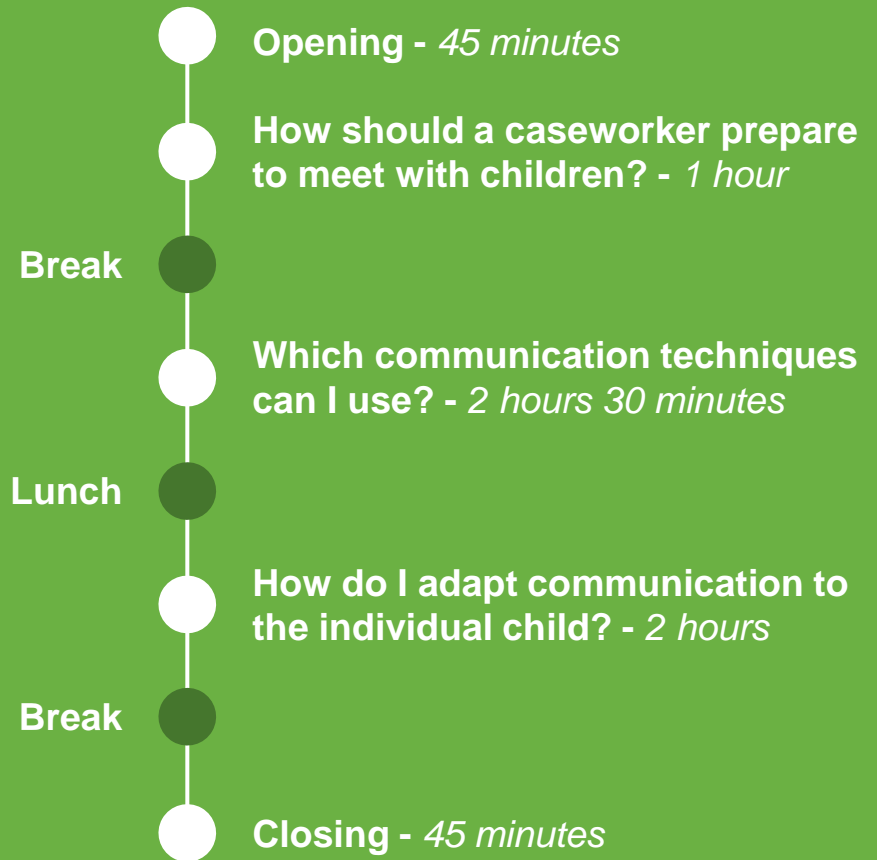 Opening - 45 minutes
How should a caseworker prepare
to meet with children? - 1 hour
Break
Which communication techniques
can I use? - 2 hours 30 minutes
Lunch
How do I adapt communication to
the individual child? - 2 hours
Break
Closing - 45 minutes